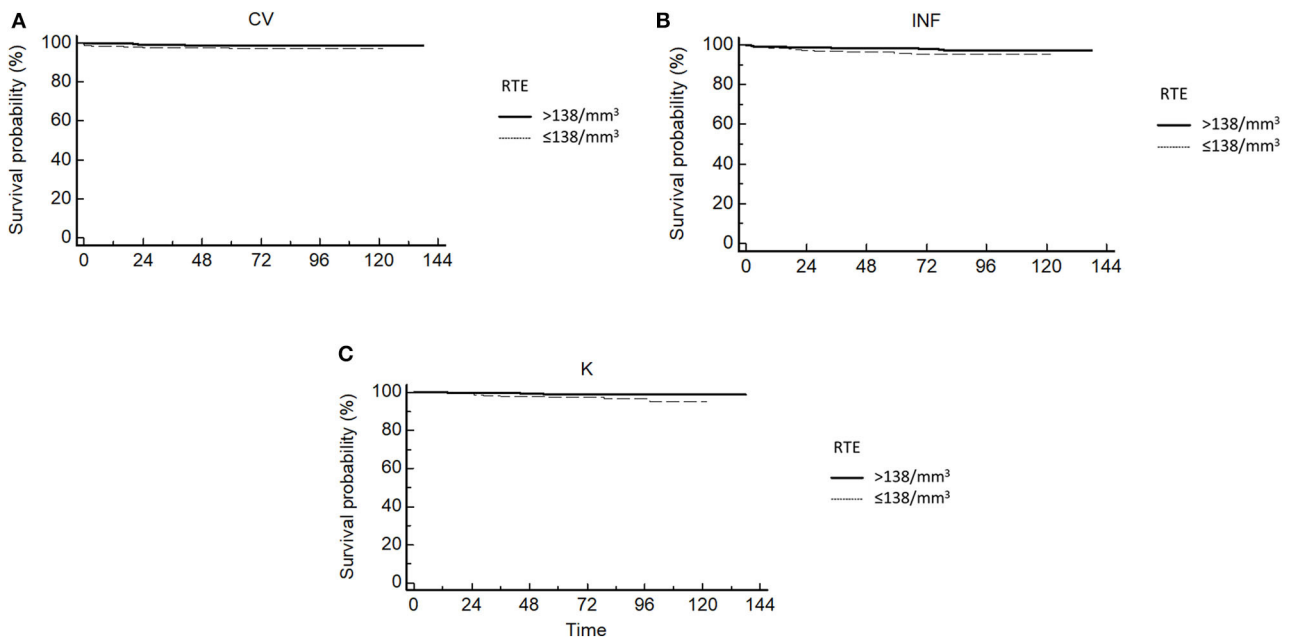 A
CV
Survival probability (%)
100
80
60
40
20
0
0 24 48 72 96 120 144
RTE
>138/mm³
≤138/mm³
B
INF
Survival probability (%)
100
80
60
40
20
0
0 24 48 72 96 120 144
RTE
>138/mm³
≤138/mm³
C
K
Survival probability (%)
100
80
60
40
20
0
0 24 48 72 96 120 144
Time
RTE
>138/mm³
≤138/mm³